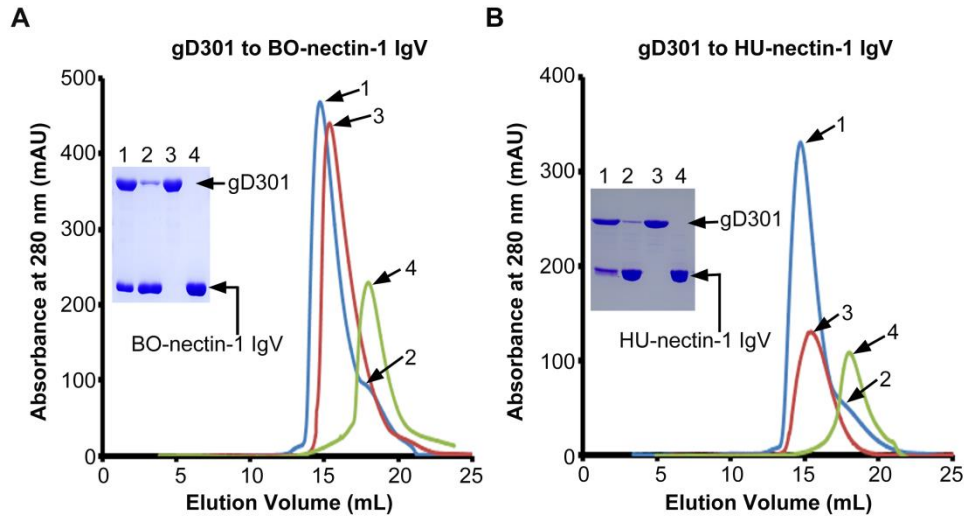 A
gD301 to BO-nectin-1 IgV
Absorbance at 280 nm (mAU)
500
400
300
200
100
0
0 5 10 15 20 25
Elution Volume (mL)
1 2 3 4
gD301
BO-nectin-1 IgV
1
3
4
2
B
gD301 to HU-nectin-1 IgV
Absorbance at 280 nm (mAU)
400
300
200
100
0
0 5 10 15 20 25
Elution Volume (mL)
1 2 3 4
gD301
HU-nectin-1 IgV
1
3
4
2